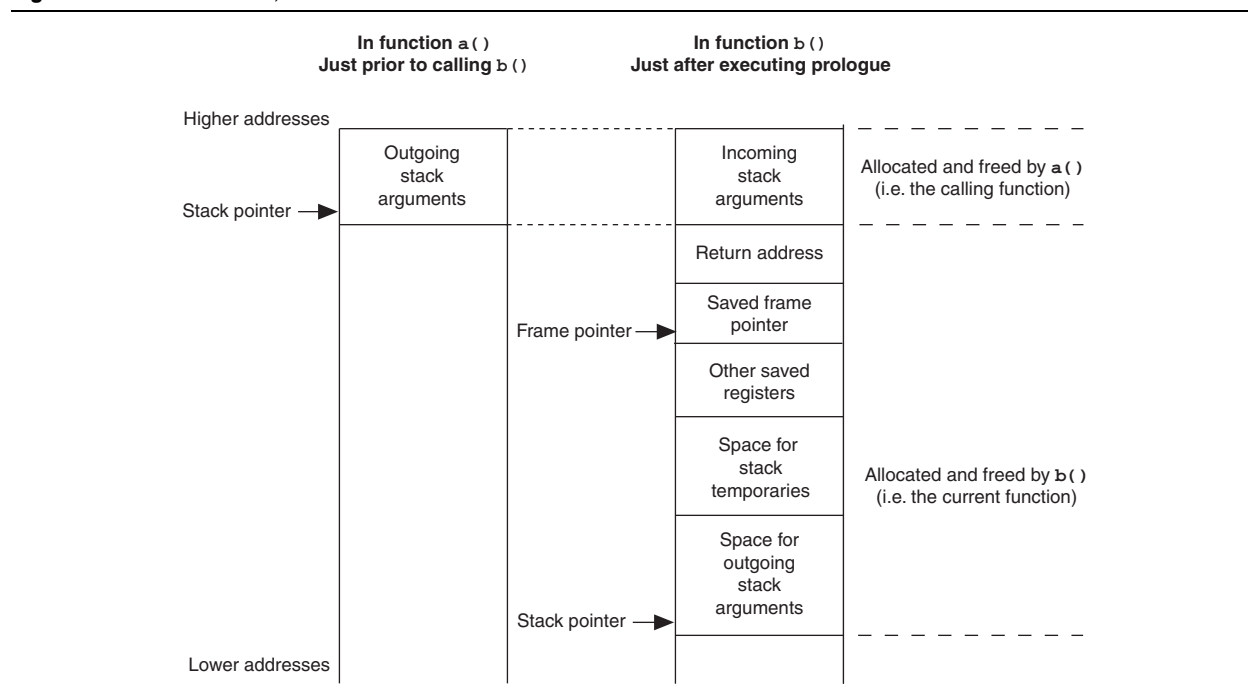 In function a()
Just prior to calling b()
In function b()
Just after executing prologue
Higher addresses
Outgoing
stack
arguments
Incoming
stack
arguments
Allocated and freed by a()
(i.e. the calling function)
Stack pointer
Return address
Saved frame
pointer
Frame pointer
Other saved
registers
Space for
stack
temporaries
Allocated and freed by b()
(i.e. the current function)
Space for
outgoing
stack
arguments
Stack pointer
Lower addresses